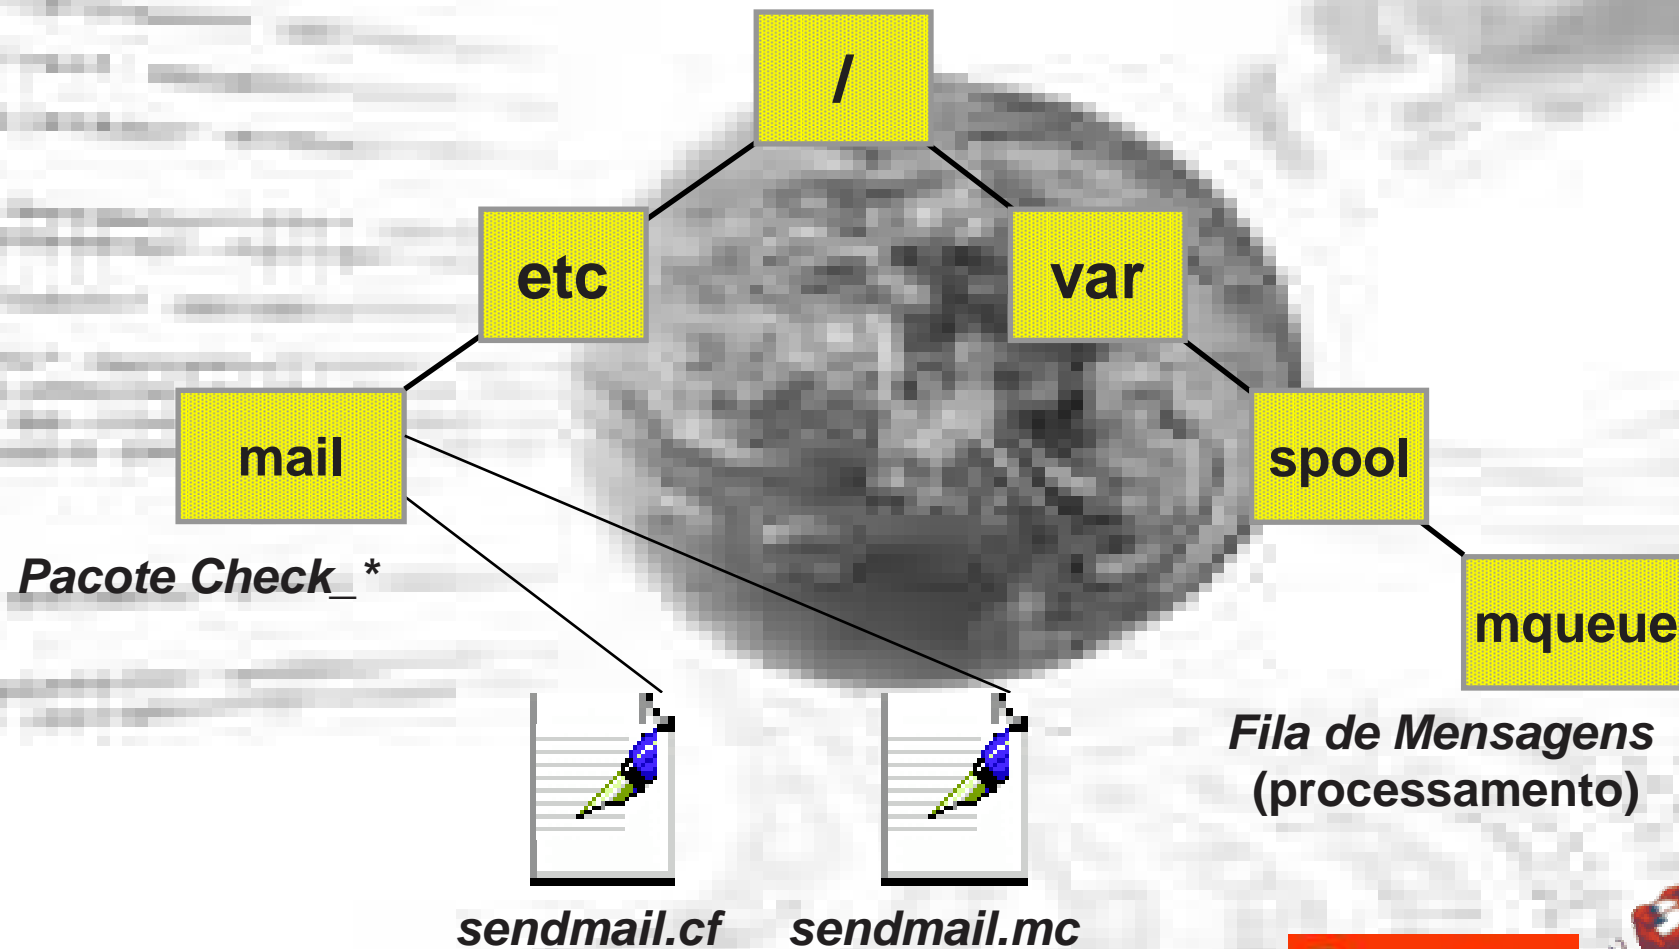 /
etc
var
mail
spool
Pacote Check_*
mqueue
Fila de Mensagens
(processamento)
sendmail.cf
sendmail.mc